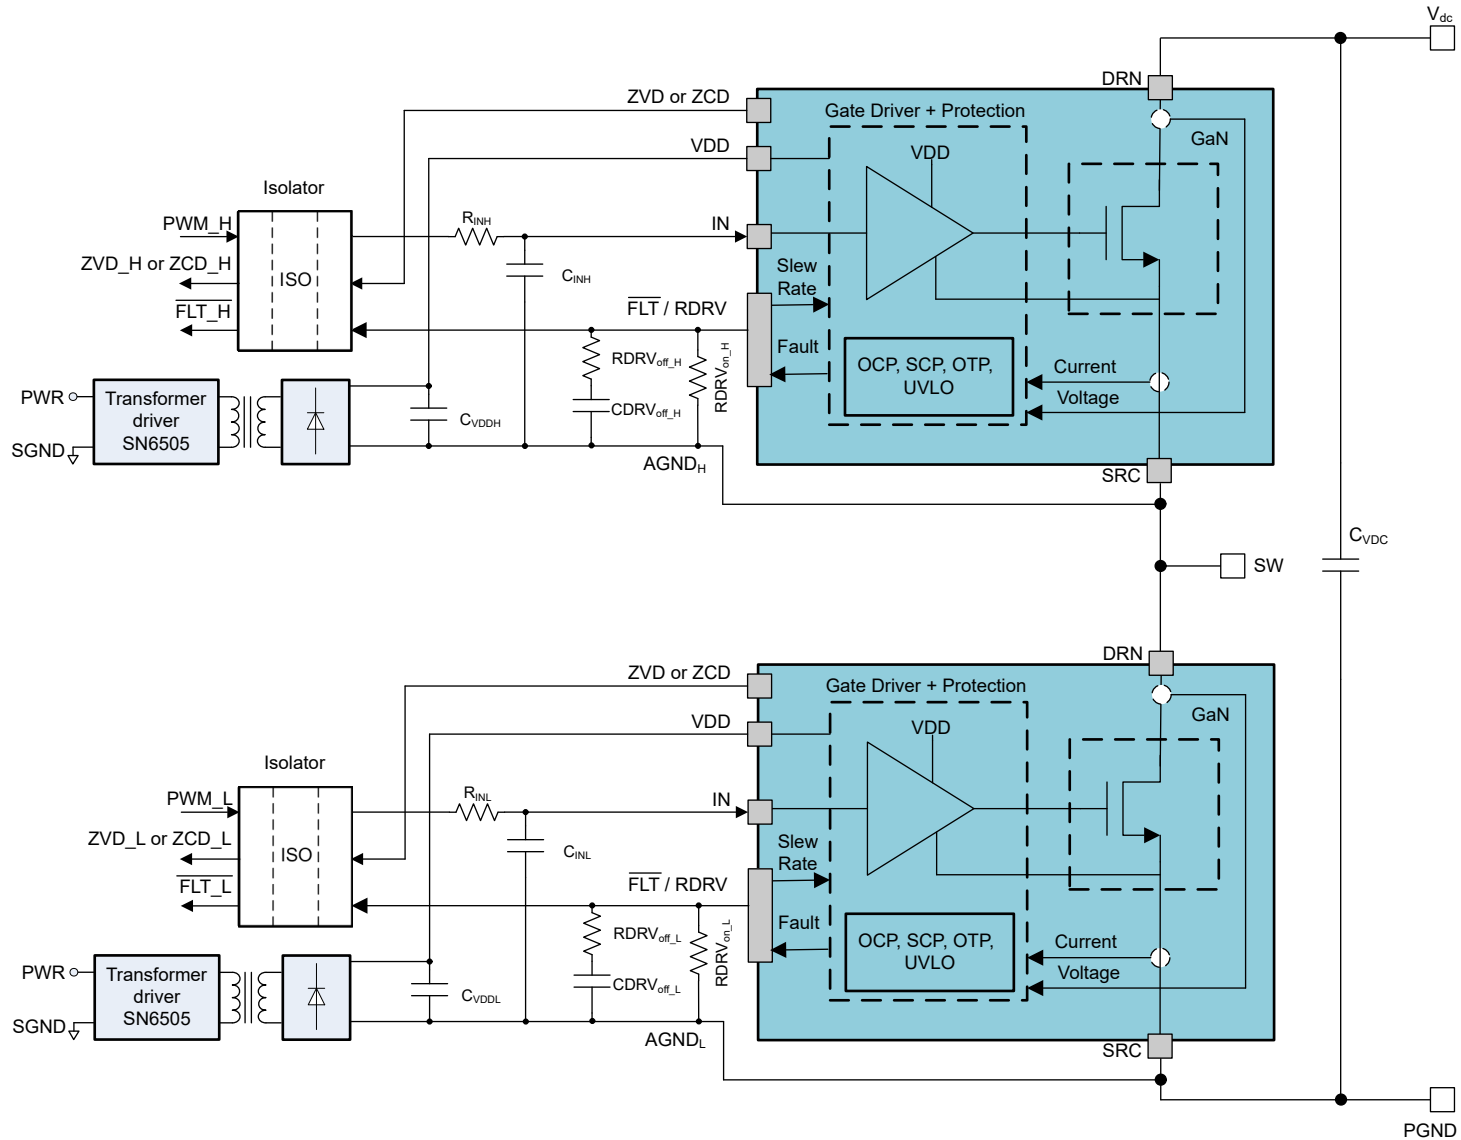 Vdc
DRN
ZVD or ZCD
Gate Driver + Protection
GaN
VDD
VDD
Isolator
PWM_H
RINH
IN
ZVD_H or ZCD_H
ISO
CINH
Slew
Rate
FLT_H
FLT / RDRV
RDRVoff_H
RDRVon_H
Fault
OCP, SCP, OTP,
UVLO
Current
Voltage
PWR
Transformer
driver
SN6505
CVDDH
CDRVoff_H
SGND
AGNDH
SRC
CVDC
SW
DRN
ZVD or ZCD
Gate Driver + Protection
GaN
VDD
VDD
Isolator
PWM_L
RINL
IN
ZVD_L or ZCD_L
ISO
CINL
Slew
Rate
FLT_L
FLT / RDRV
RDRVoff_L
RDRVon_L
Fault
OCP, SCP, OTP,
UVLO
Current
Voltage
PWR
Transformer
driver
SN6505
CVDDL
CDRVoff_L
SGND
AGNDL
SRC
PGND